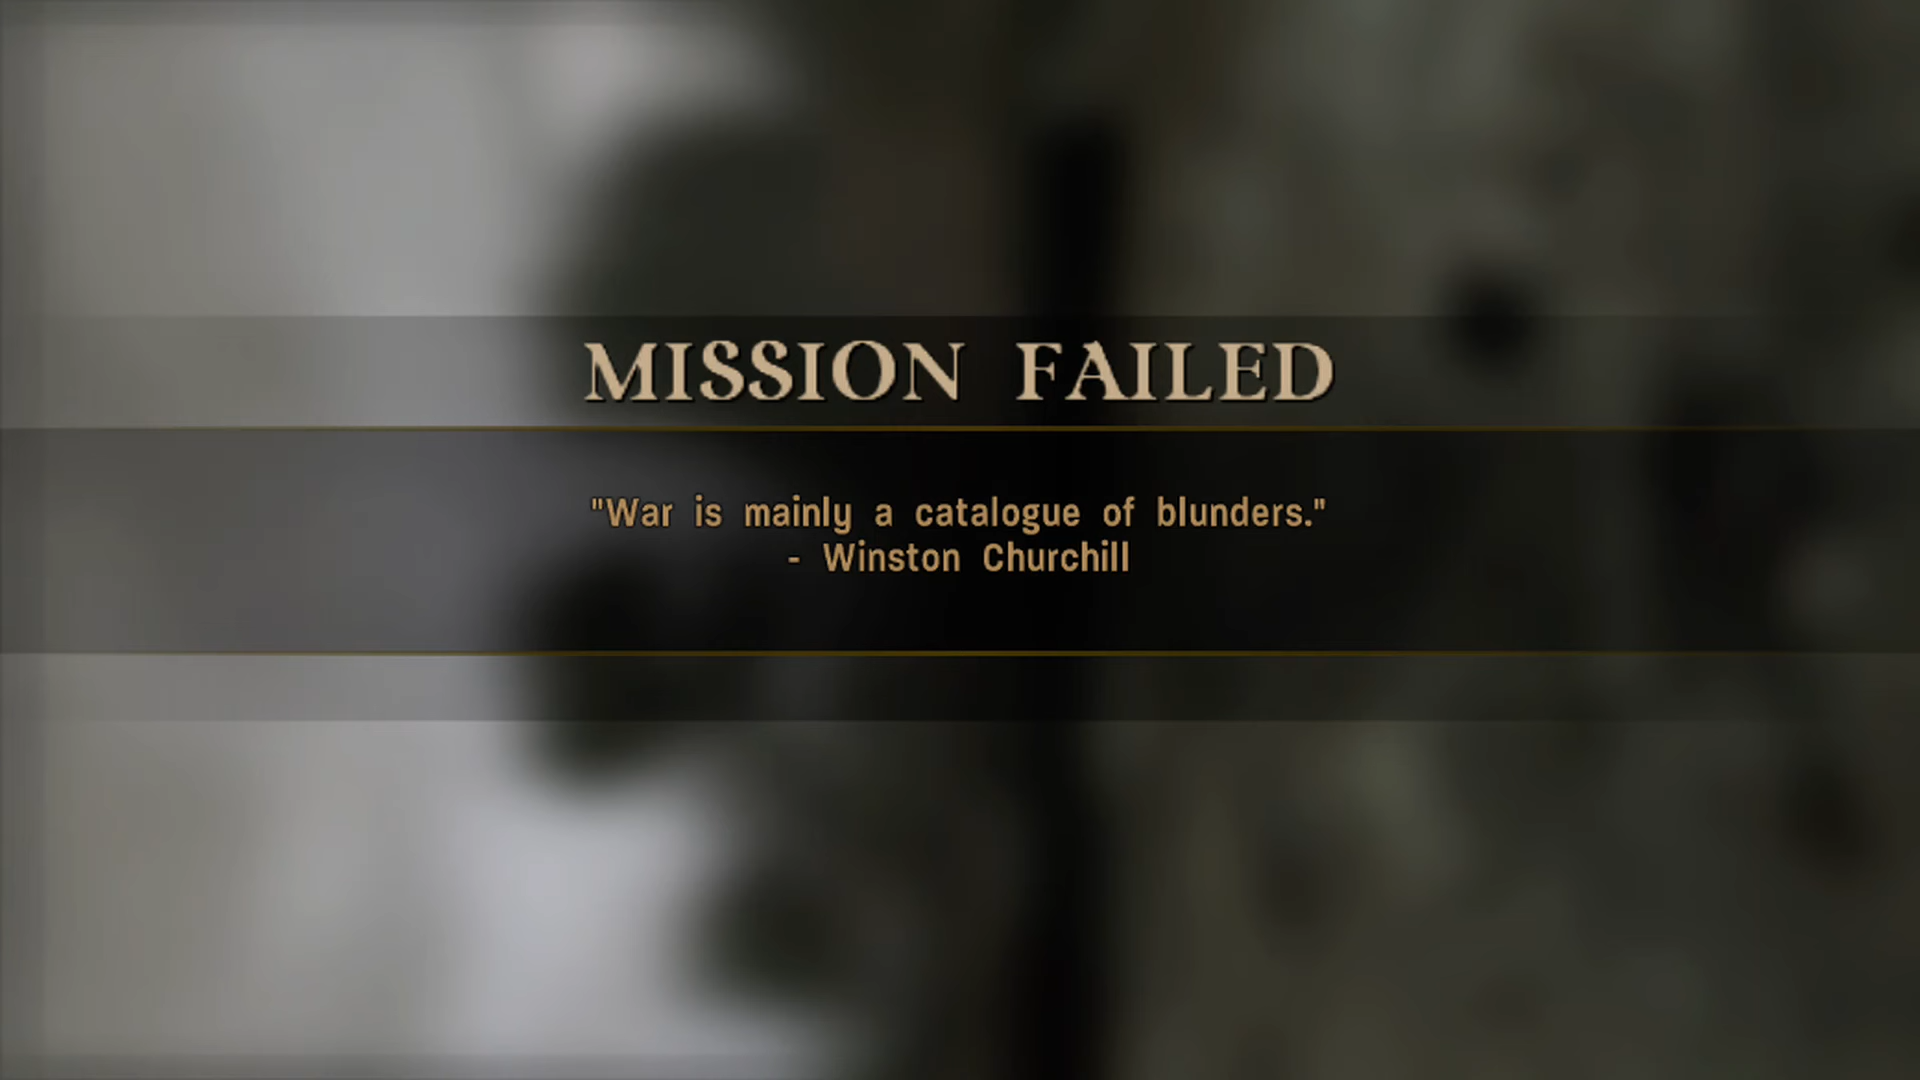 MISSION FAILED
"War is mainly a catalogue of blunders."
- Winston Churchill